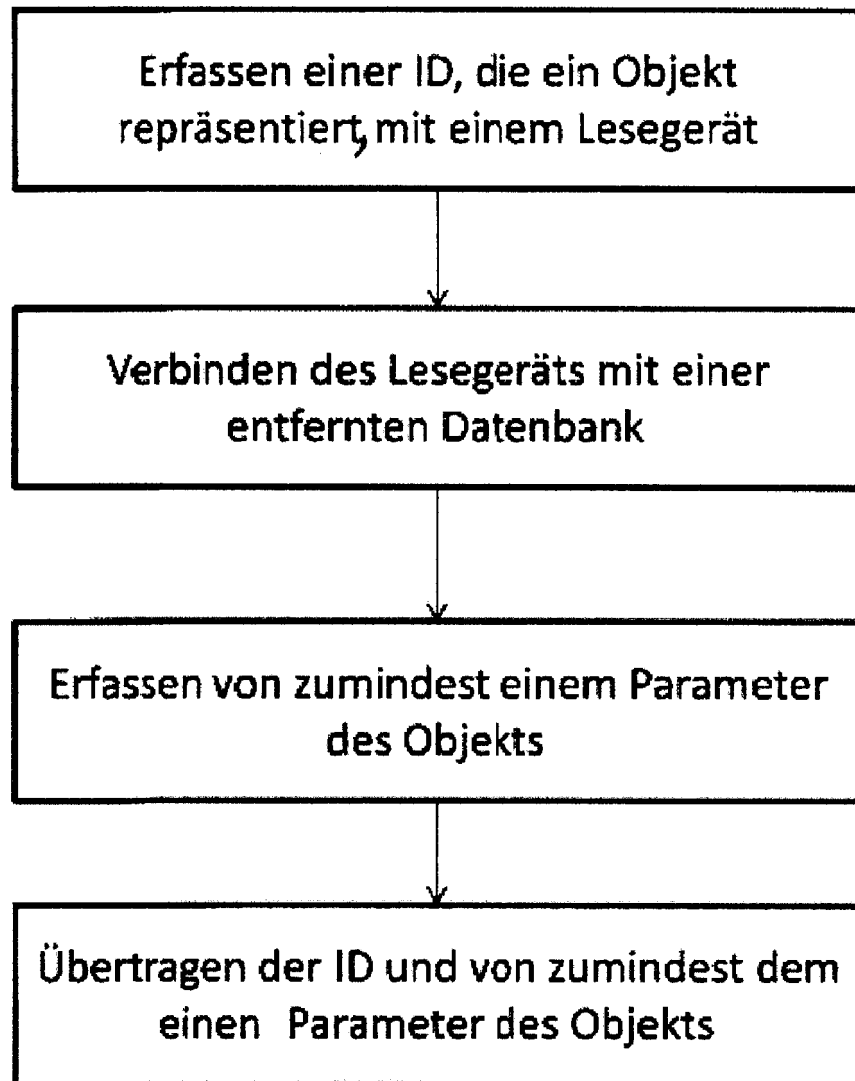 Erfassen einer ID, die ein Objekt
repräsentiert, mit einem Lesegerät
Verbinden des Lesegeräts mit einer
entfernten Datenbank
Erfassen von zumindest einem Parameter
des Objekts
Übertragen der ID und von zumindest dem
einen Parameter des Objekts